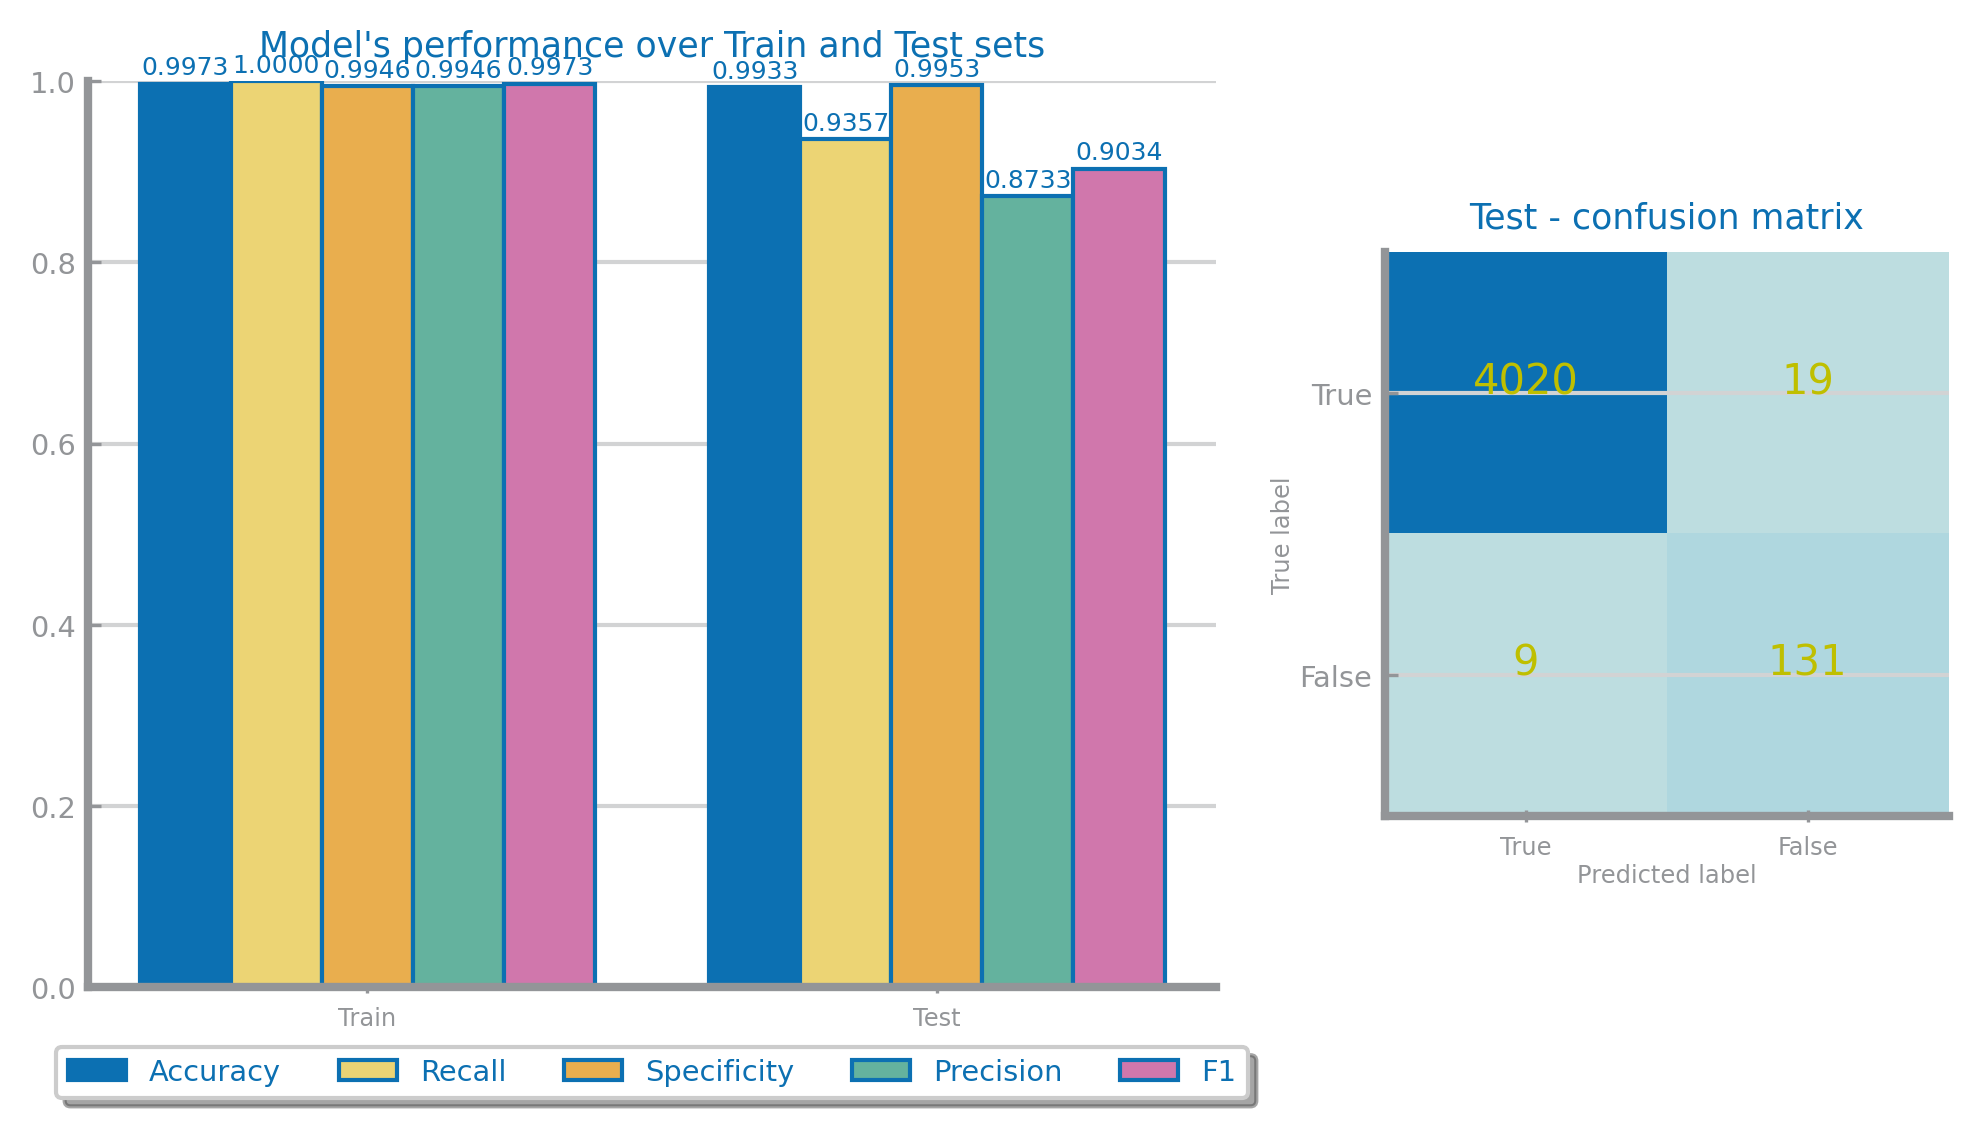 Model's performance over Train and Test sets
0.9973 1.0000 0.9946 0.9946 0.9973 0.9933 0.9357 0.9953 0.8733 0.9034
1.0
0.8
0.6
0.4
0.2
0.0
Train Test
Accuracy Recall Specificity Precision F1
Test - confusion matrix
True label
True 4020 19
False 9 131
True False
Predicted label